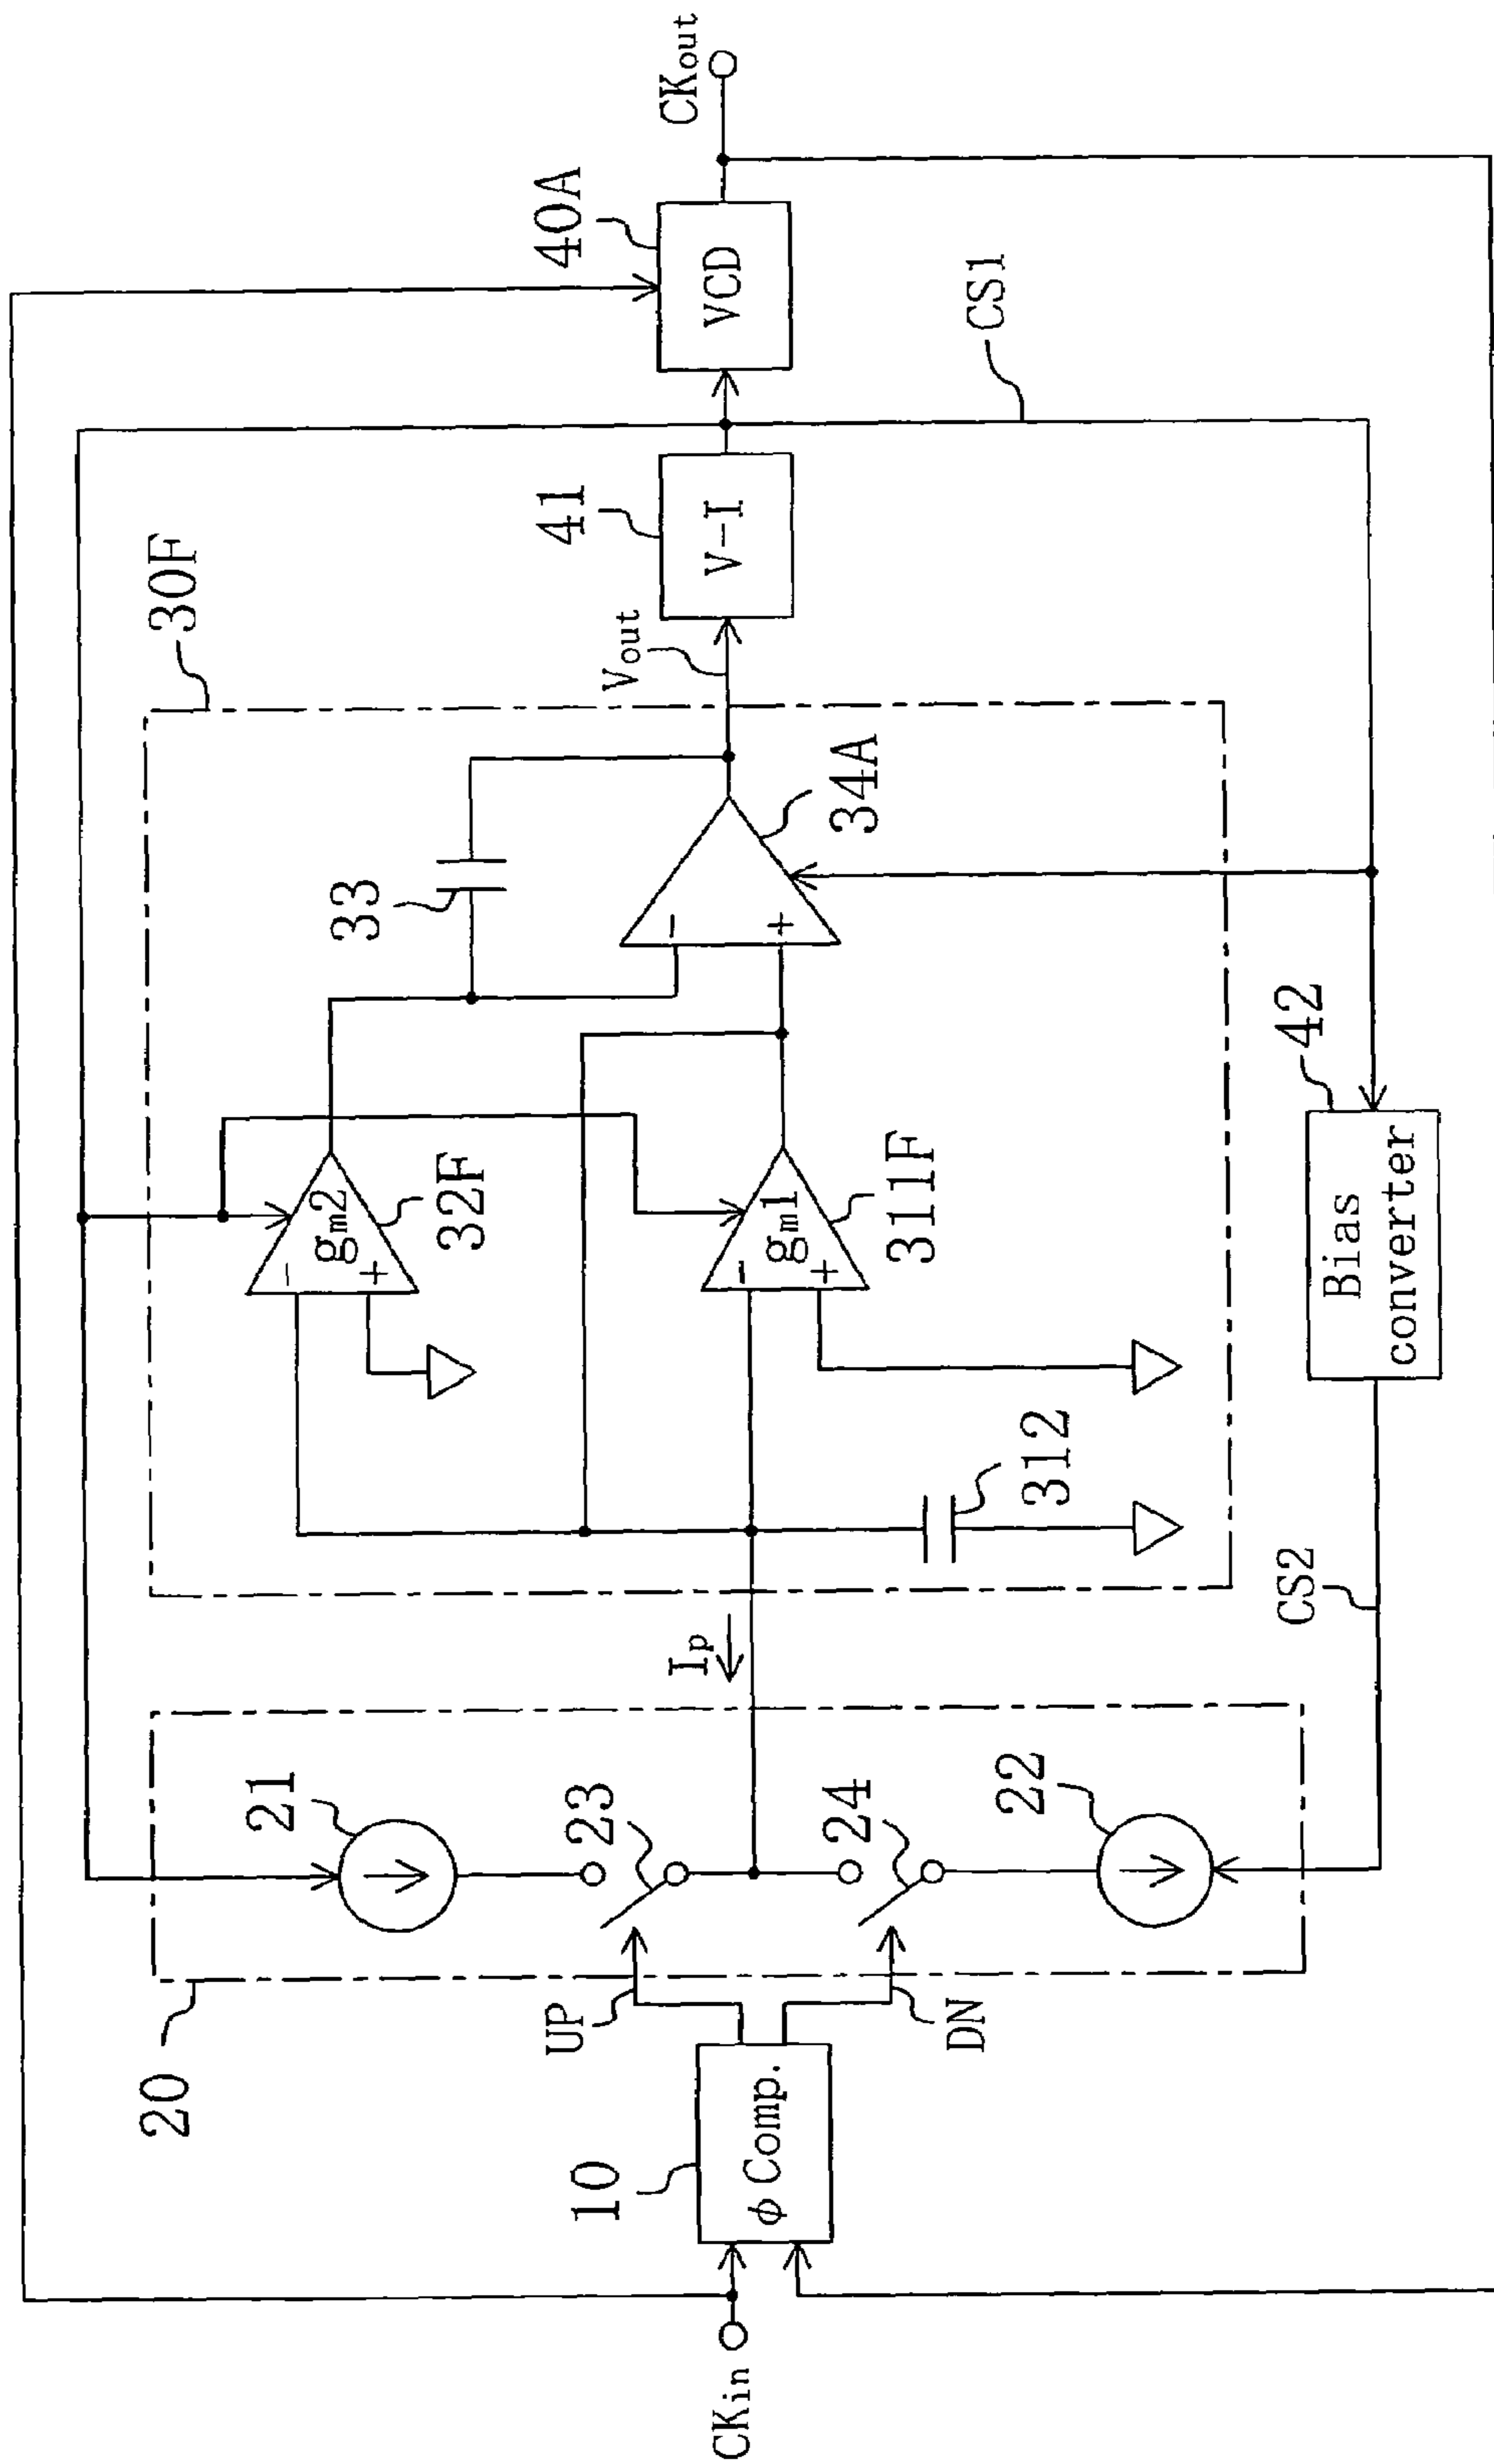 CKin
10
φ Comp.
UP
DN
20
21
23
24
22
Ip
CS2
30F
312
-
+
gm2
32F
-
+
gm1
311F
33
-
+
34A
Vout
41
V-I
42
Bias
converter
CS1
40A
VCD
CKout